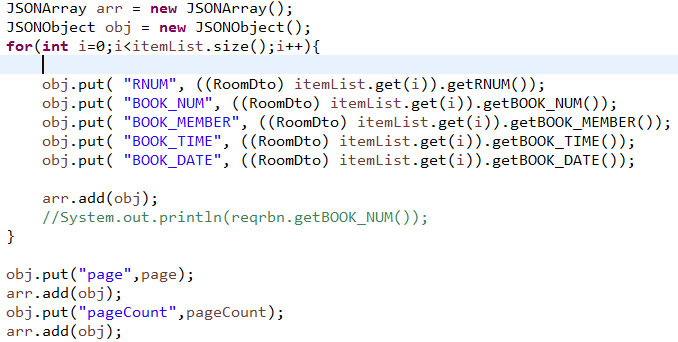 JSONArray arr = new JSONArray();
JSONObject obj = new JSONObject();
for(int i=0;i<itemList.size();i++){
obj.put( "RNUM", ((RoomDto) itemList.get(i)).getRNUM());
obj.put( "BOOK_NUM", ((RoomDto) itemList.get(i)).getBOOK_NUM());
obj.put( "BOOK_MEMBER", ((RoomDto) itemList.get(i)).getBOOK_MEMBER());
obj.put( "BOOK_TIME", ((RoomDto) itemList.get(i)).getBOOK_TIME());
obj.put( "BOOK_DATE", ((RoomDto) itemList.get(i)).getBOOK_DATE());
arr.add(obj);
//System.out.println(reqrbn.getBOOK_NUM());
}
obj.put("page",page);
arr.add(obj);
obj.put("pageCount",pageCount);
arr.add(obj);